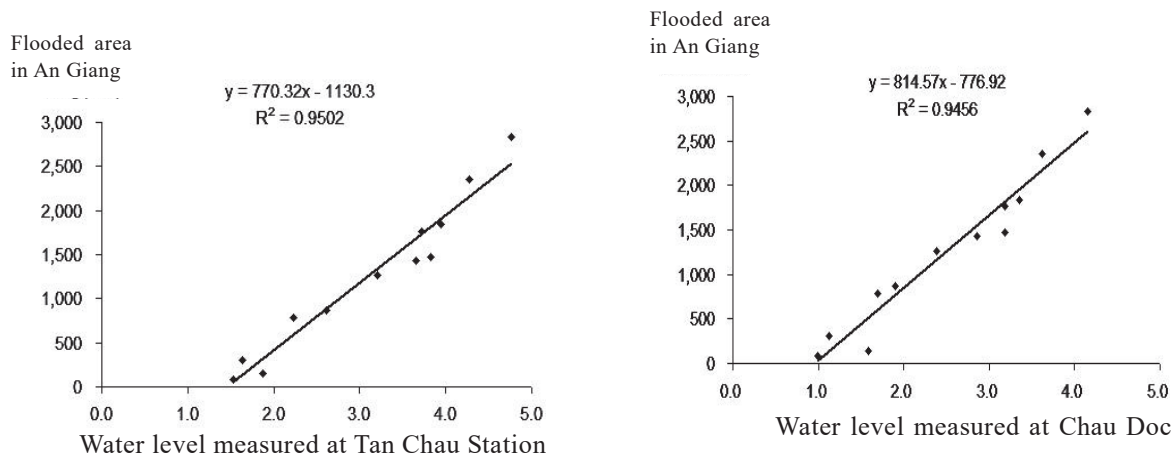 Flooded area
in An Giang
y = 770.32x - 1130.3
R² = 0.9502
3,000
2,500
2,000
1,500
1,000
500
0
0.0 1.0 2.0 3.0 4.0 5.0
Water level measured at Tan Chau Station
Flooded area
in An Giang
y = 814.57x - 776.92
R² = 0.9456
3,000
2,500
2,000
1,500
1,000
500
0
0.0 1.0 2.0 3.0 4.0 5.0
Water level measured at Chau Doc